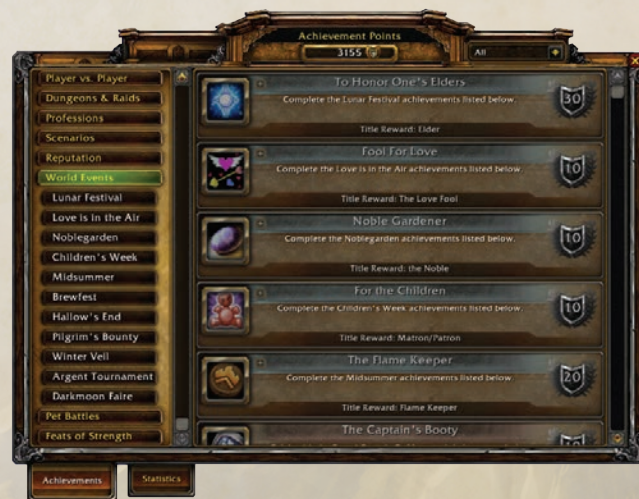 Achievement Points
3155
All
Player vs. Player
Dungeons & Raids
Professions
Scenarios
Reputation
World Events
Lunar Festival
Love is in the Air
Noblegarden
Children's Week
Midsummer
Brewfest
Hallow's End
Pilgrim's Bounty
Winter Veil
Argent Tournament
Darkmoon Faire
Pet Battles
Feats of Strength
To Honor One's Elders
Complete the Lunar Festival achievements listed below.
Title Reward: Elder
30
Fool For Love
Complete the Love is in the Air achievements listed below.
Title Reward: The Love Fool
10
Noble Gardener
Complete the Noblegarden achievements listed below.
Title Reward: the Noble
10
For the Children
Complete the Children's Week achievements listed below.
Title Reward: Matron/Patron
10
The Flame Keeper
Complete the Midsummer achievements listed below.
Title Reward: Flame Keeper
20
The Captain's Booty
Achievements
Statistics